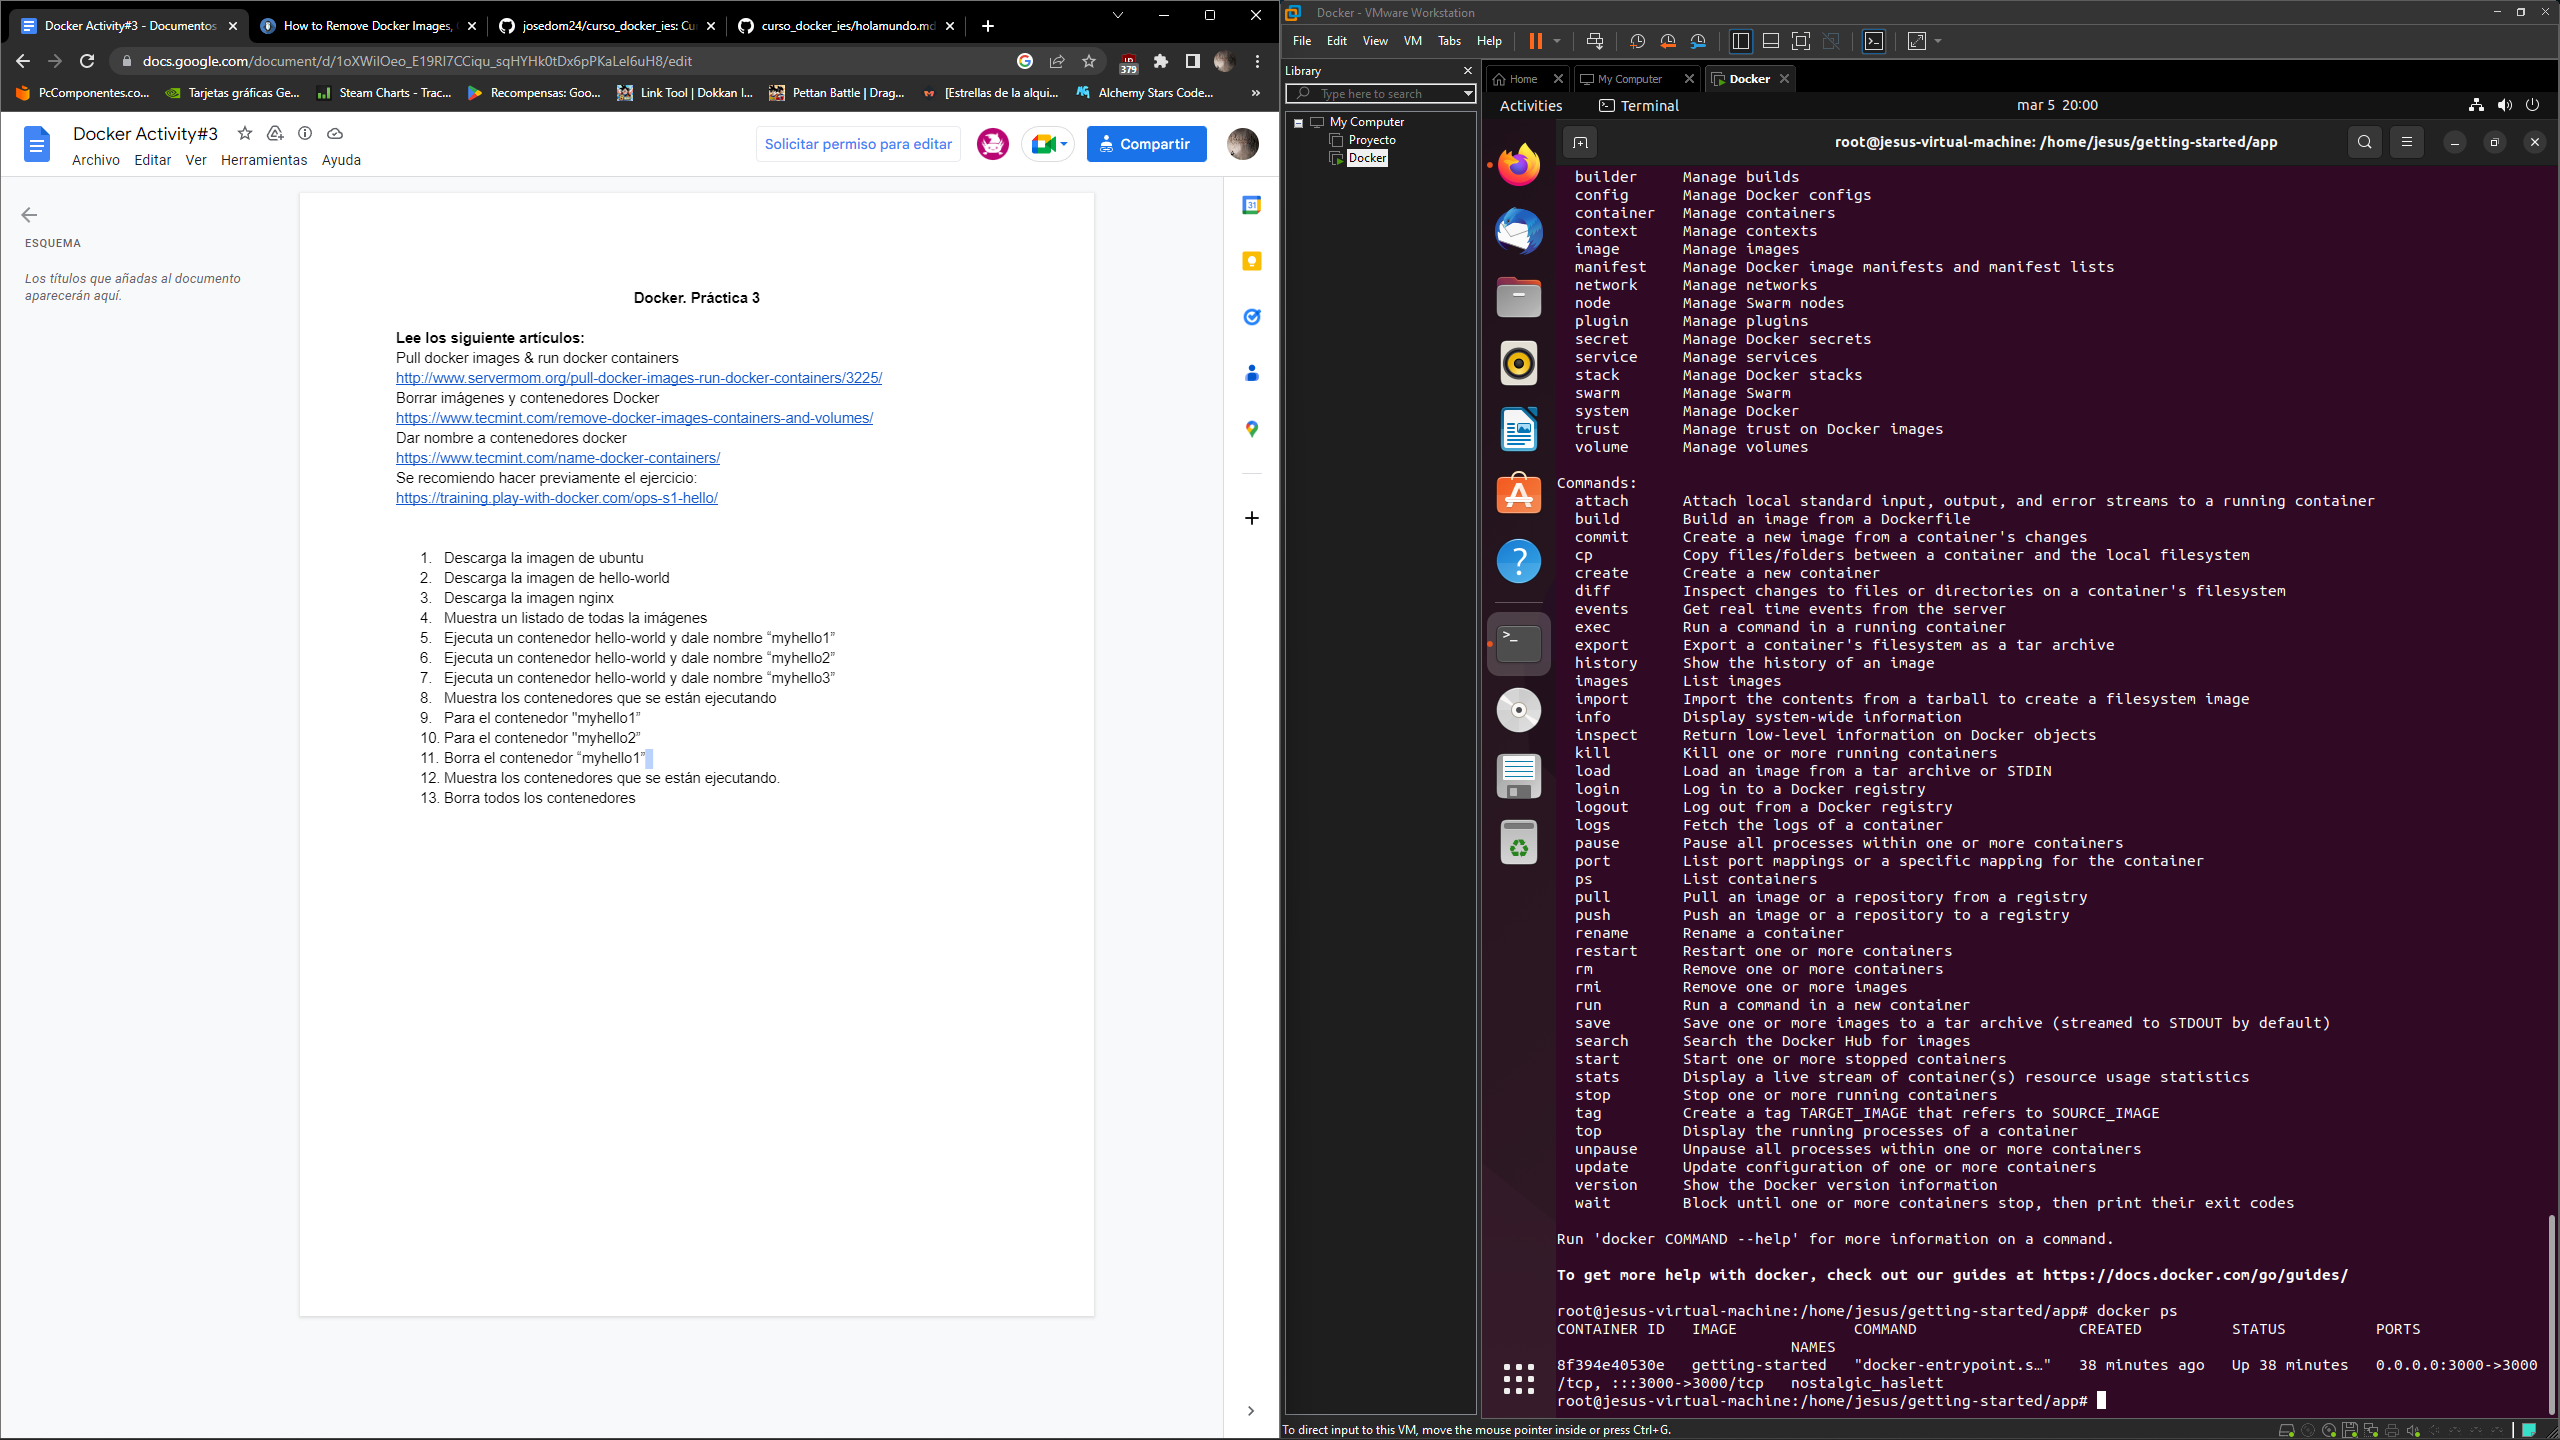 Docker Activity#3 - Documentos
How to Remove Docker Images,
josedom24/curso_docker_ies: Cu
curso_docker_ies/holamundo.md
docs.google.com/document/d/1oXWilOeo_E19Rl7CCiqu_sqHYHk0tDx6pPKaLeI6uH8/edit
379
PcComponentes.co...
Tarjetas gráficas Ge...
Steam Charts - Trac...
Recompensas: Goo...
Link Tool | Dokkan I...
Pettan Battle | Drag...
[Estrellas de la alqui...
Alchemy Stars Code...
»
Docker Activity#3
Archivo Editar Ver Herramientas Ayuda
Solicitar permiso para editar
Compartir
ESQUEMA
Los títulos que añadas al documento
aparecerán aquí.
31
Docker. Práctica 3
Lee los siguiente artículos:
Pull docker images & run docker containers
http://www.servermom.org/pull-docker-images-run-docker-containers/3225/
Borrar imágenes y contenedores Docker
https://www.tecmint.com/remove-docker-images-containers-and-volumes/
Dar nombre a contenedores docker
https://www.tecmint.com/name-docker-containers/
Se recomiendo hacer previamente el ejercicio:
https://training.play-with-docker.com/ops-s1-hello/
1. Descarga la imagen de ubuntu
2. Descarga la imagen de hello-world
3. Descarga la imagen nginx
4. Muestra un listado de todas la imágenes
5. Ejecuta un contenedor hello-world y dale nombre “myhello1”
6. Ejecuta un contenedor hello-world y dale nombre “myhello2”
7. Ejecuta un contenedor hello-world y dale nombre “myhello3”
8. Muestra los contenedores que se están ejecutando
9. Para el contenedor "myhello1”
10. Para el contenedor "myhello2”
11. Borra el contenedor “myhello1”
12. Muestra los contenedores que se están ejecutando.
13. Borra todos los contenedores
Docker - VMware Workstation
File Edit View VM Tabs Help
Library
Type here to search
My Computer
Proyecto
Docker
Home
My Computer
Docker
Activities
Terminal
mar 5 20:00
root@jesus-virtual-machine: /home/jesus/getting-started/app
builder Manage builds
config Manage Docker configs
container Manage containers
context Manage contexts
image Manage images
manifest Manage Docker image manifests and manifest lists
network Manage networks
node Manage Swarm nodes
plugin Manage plugins
secret Manage Docker secrets
service Manage services
stack Manage Docker stacks
swarm Manage Swarm
system Manage Docker
trust Manage trust on Docker images
volume Manage volumes
Commands:
attach Attach local standard input, output, and error streams to a running container
build Build an image from a Dockerfile
commit Create a new image from a container's changes
cp Copy files/folders between a container and the local filesystem
create Create a new container
diff Inspect changes to files or directories on a container's filesystem
events Get real time events from the server
exec Run a command in a running container
export Export a container's filesystem as a tar archive
history Show the history of an image
images List images
import Import the contents from a tarball to create a filesystem image
info Display system-wide information
inspect Return low-level information on Docker objects
kill Kill one or more running containers
load Load an image from a tar archive or STDIN
login Log in to a Docker registry
logout Log out from a Docker registry
logs Fetch the logs of a container
pause Pause all processes within one or more containers
port List port mappings or a specific mapping for the container
ps List containers
pull Pull an image or a repository from a registry
push Push an image or a repository to a registry
rename Rename a container
restart Restart one or more containers
rm Remove one or more containers
rmi Remove one or more images
run Run a command in a new container
save Save one or more images to a tar archive (streamed to STDOUT by default)
search Search the Docker Hub for images
start Start one or more stopped containers
stats Display a live stream of container(s) resource usage statistics
stop Stop one or more running containers
tag Create a tag TARGET_IMAGE that refers to SOURCE_IMAGE
top Display the running processes of a container
unpause Unpause all processes within one or more containers
update Update configuration of one or more containers
version Show the Docker version information
wait Block until one or more containers stop, then print their exit codes
Run 'docker COMMAND --help' for more information on a command.
To get more help with docker, check out our guides at https://docs.docker.com/go/guides/
root@jesus-virtual-machine:/home/jesus/getting-started/app# docker ps
CONTAINER ID IMAGE COMMAND CREATED STATUS PORTS
NAMES
8f394e40530e getting-started "docker-entrypoint.s…" 38 minutes ago Up 38 minutes 0.0.0.0:3000->3000
/tcp, :::3000->3000/tcp nostalgic_haslett
root@jesus-virtual-machine:/home/jesus/getting-started/app#
To direct input to this VM, move the mouse pointer inside or press Ctrl+G.